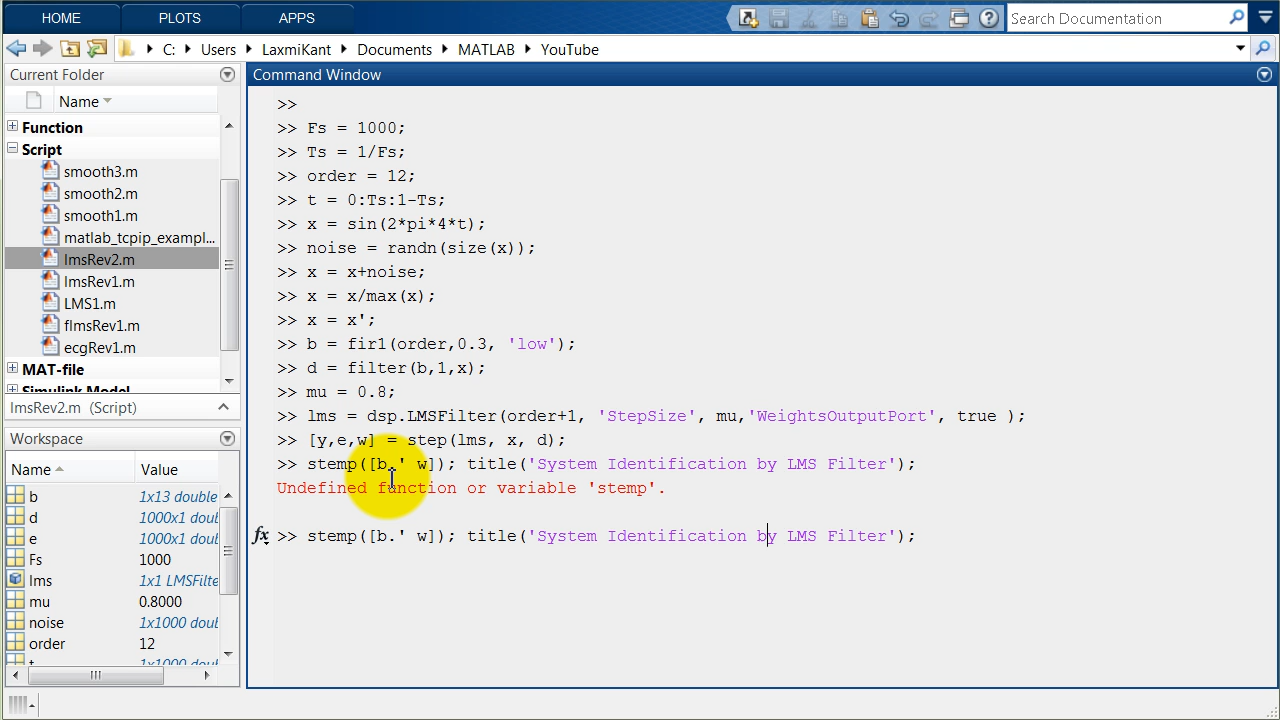 HOME PLOTS APPS
Search Documentation
C: Users LaxmiKant Documents MATLAB YouTube
Current Folder
Name
Function
Script
smooth3.m
smooth2.m
smooth1.m
matlab_tcpip_exampl...
lmsRev2.m
lmsRev1.m
LMS1.m
flmsRev1.m
ecgRev1.m
MAT-file
Simulink Model
lmsRev2.m (Script)
Workspace
Name Value
b 1x13 double
d 1000x1 doul
e 1000x1 doul
Fs 1000
lms 1x1 LMSFilte
mu 0.8000
noise 1x1000 doul
order 12
t 1x1000 doul
Command Window
>>
>> Fs = 1000;
>> Ts = 1/Fs;
>> order = 12;
>> t = 0:Ts:1-Ts;
>> x = sin(2*pi*4*t);
>> noise = randn(size(x));
>> x = x+noise;
>> x = x/max(x);
>> x = x';
>> b = fir1(order,0.3, 'low');
>> d = filter(b,1,x);
>> mu = 0.8;
>> lms = dsp.LMSFilter(order+1, 'StepSize', mu,'WeightsOutputPort', true );
>> [y,e,w] = step(lms, x, d);
>> stemp([b.' w]); title('System Identification by LMS Filter');
Undefined function or variable 'stemp'.
fx >> stemp([b.' w]); title('System Identification by LMS Filter');